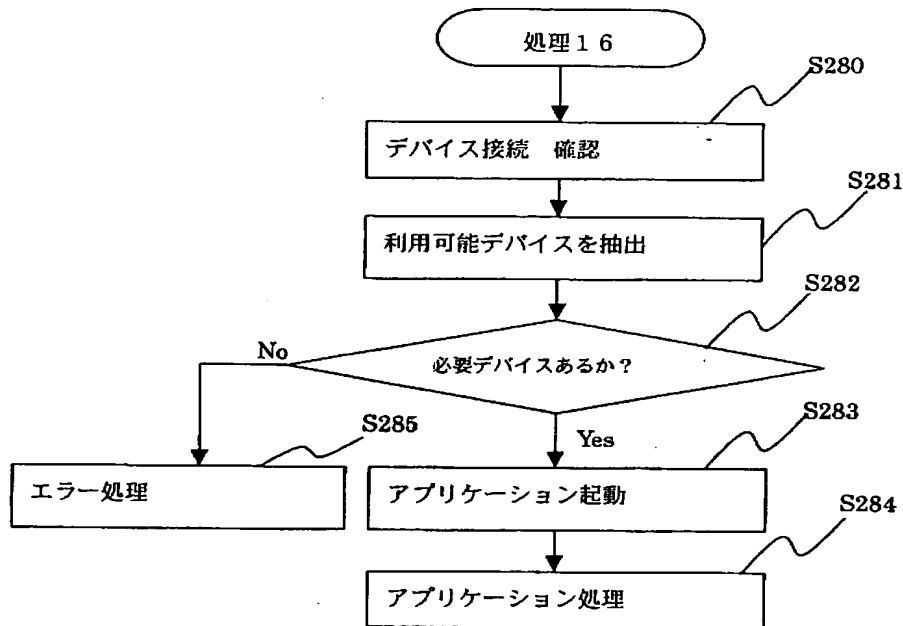 処理１６
S280
デバイス接続　確認
S281
利用可能デバイスを抽出
S282
必要デバイスあるか？
No
Yes
S285
エラー処理
S283
アプリケーション起動
S284
アプリケーション処理